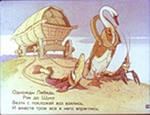 Однажды Лебедь,
Рак да Щука
Везти с поклажей воз взялись,
И вместе трое все в него впряглись.